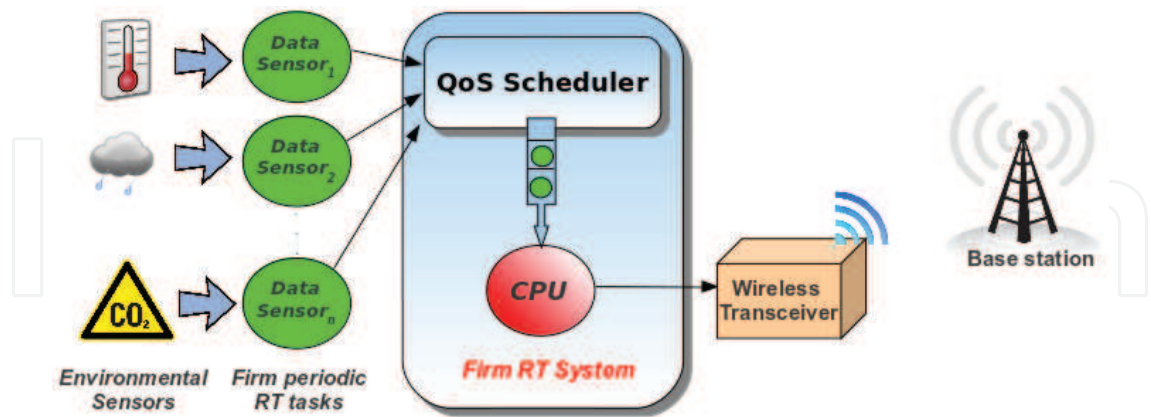 Data
Sensor1
QoS Scheduler
Data
Sensor2
Data
Sensorn
CO2
CPU
Wireless
Transceiver
Base station
Firm RT System
Environmental
Sensors
Firm periodic
RT tasks